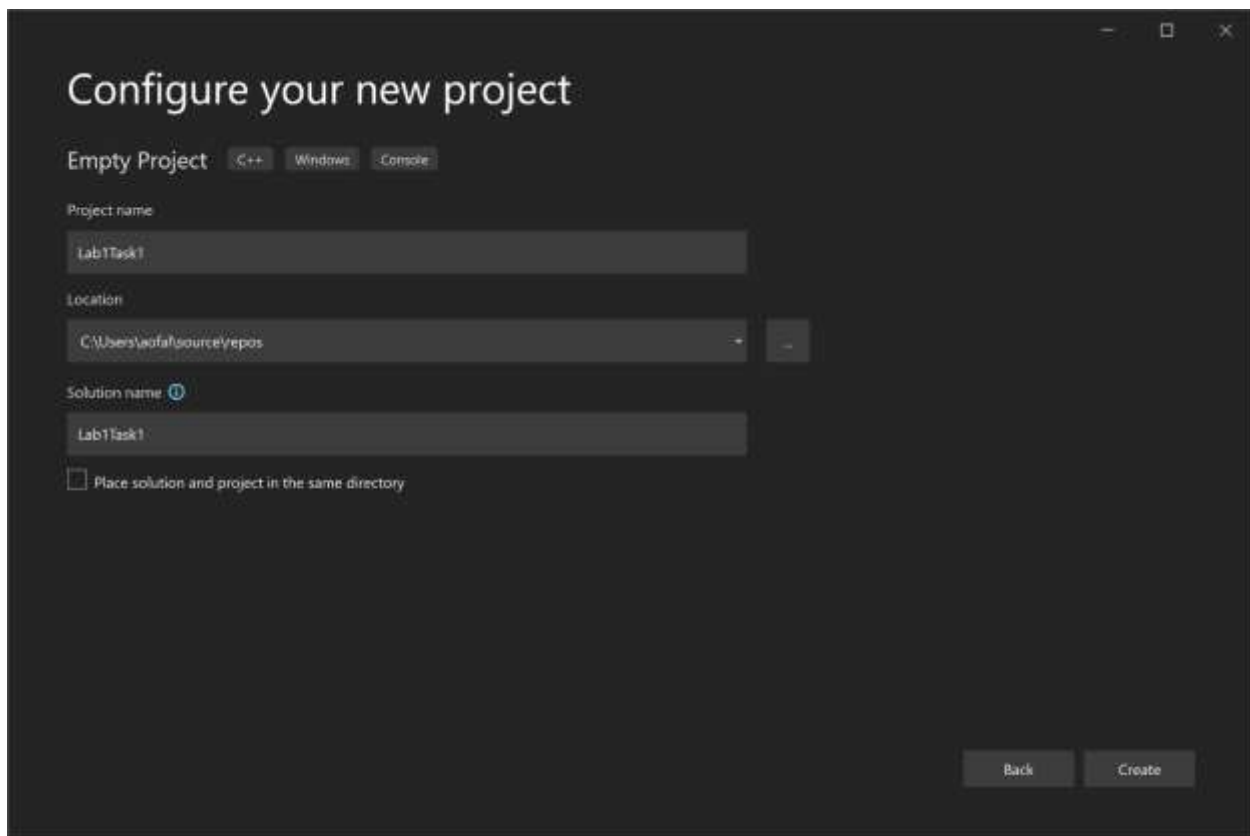 Configure your new project
Empty Project C++ Windows Console
Project name
Lab1Task1
Location
C:\Users\aofal\source\repos
...
Solution name
Lab1Task1
Place solution and project in the same directory
Back Create